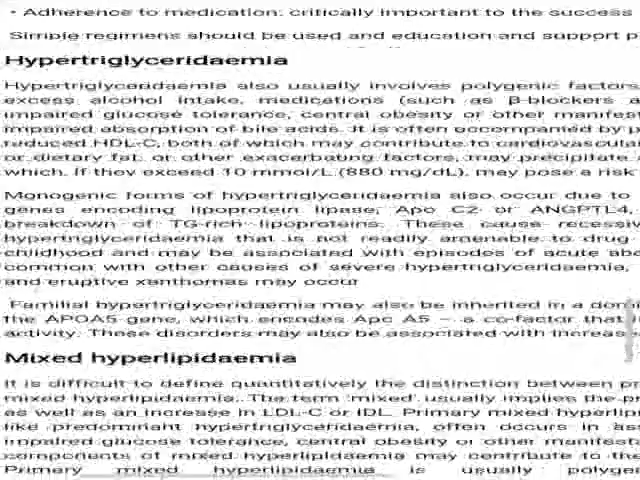 • Adherence to medication: critically important to the success
Simple regimens should be used and education and support p
Hypertriglyceridaemia
Hypertriglyceridaemia also usually involves polygenic factors
excess alcohol intake, medications (such as β-blockers
impaired glucose tolerance, central obesity or other manifest
impaired absorption of bile acids. It is often accompanied by
reduced HDL-C, both of which may contribute to cardiovascular
or dietary fat, or other exacerbating factors, may precipitate
which, if they exceed 10 mmol/L (880 mg/dL), may pose a risk
Monogenic forms of hypertriglyceridaemia also occur due to
genes encoding lipoprotein lipase, Apo C2 or ANGPTL4,
breakdown of TG-rich lipoproteins. These cause recessiv
hypertriglyceridaemia that is not readily amenable to drug
childhood and may be associated with episodes of acute abd
common with other causes of severe hypertriglyceridaemia,
and eruptive xanthomas may occur
Familial hypertriglyceridaemia may also be inherited in a domi
the APOA5 gene, which encodes Apo A5 – a co-factor that
activity. These disorders may also be associated with increase
Mixed hyperlipidaemia
It is difficult to define quantitatively the distinction between pr
mixed hyperlipidaemia. The term 'mixed' usually implies the pr
as well as an increase in LDL-C or IDL. Primary mixed hyperlip
like predominant hypertriglyceridaemia, often occurs in ass
impaired glucose tolerance, central obesity or other manifesta
components of mixed hyperlipidaemia may contribute to the
Primary mixed hyperlipidaemia is usually polygen